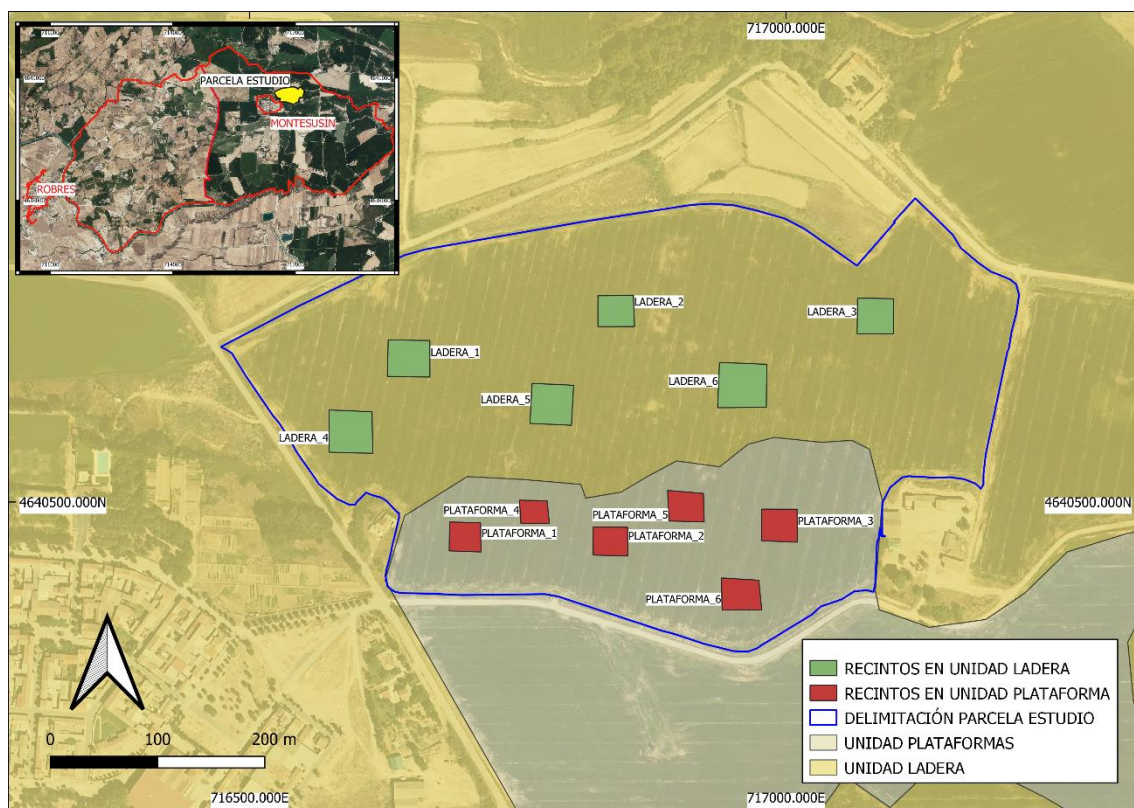 717000.000E
PARCELA ESTUDIO
MONTESUSÍN
ROBRES
LADERA_2
LADERA_3
LADERA_1
LADERA_6
LADERA_5
LADERA_4
4640500.000N
4640500.000N
PLATAFORMA_4
PLATAFORMA_5
PLATAFORMA_3
PLATAFORMA_1
PLATAFORMA_2
PLATAFORMA_6
RECINTOS EN UNIDAD LADERA
RECINTOS EN UNIDAD PLATAFORMA
DELIMITACIÓN PARCELA ESTUDIO
UNIDAD PLATAFORMAS
UNIDAD LADERA
0 100 200 m
716500.000E
717000.000E